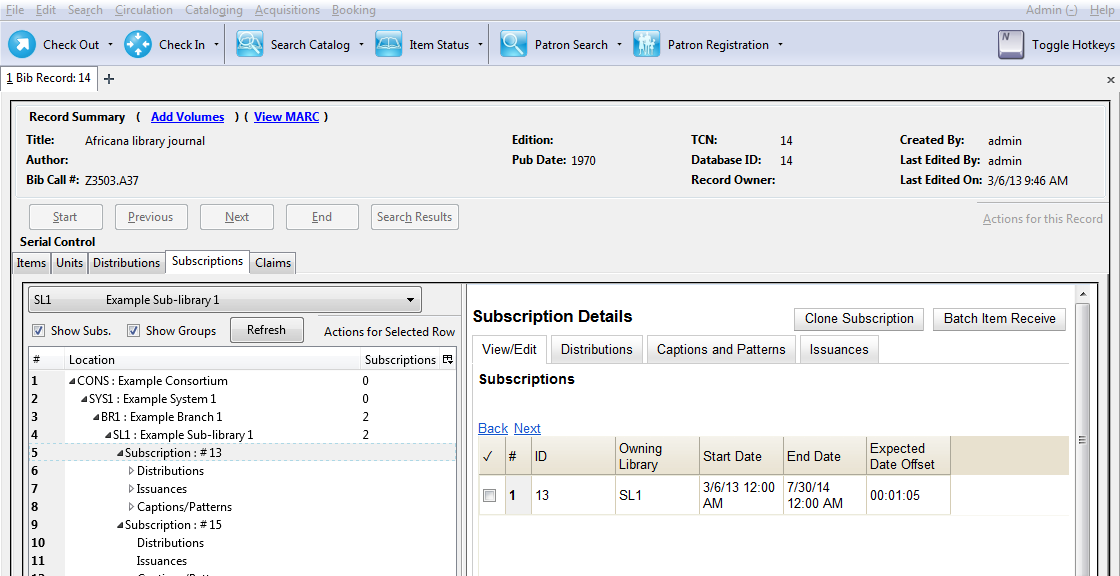 File Edit Search Circulation Cataloging Acquisitions Booking Admin (-) Help
Check Out Check In Search Catalog Item Status Patron Search Patron Registration N Toggle Hotkeys
1 Bib Record: 14
Record Summary ( Add Volumes ) ( View MARC )
Title: Africana library journal Edition: TCN: 14 Created By: admin
Author: Pub Date: 1970 Database ID: 14 Last Edited By: admin
Bib Call #: Z3503.A37 Record Owner: Last Edited On: 3/6/13 9:46 AM
Start Previous Next End Search Results Actions for this Record
Serial Control
Items Units Distributions Subscriptions Claims
SL1 Example Sub-library 1
Show Subs. Show Groups Refresh Actions for Selected Row
# Location Subscriptions
1 CONS : Example Consortium 0
2 SYS1 : Example System 1 0
3 BR1 : Example Branch 1 2
4 SL1 : Example Sub-library 1 2
5 Subscription : # 13
6 Distributions
7 Issuances
8 Captions/Patterns
9 Subscription : # 15
10 Distributions
11 Issuances
Subscription Details Clone Subscription Batch Item Receive
View/Edit Distributions Captions and Patterns Issuances
Subscriptions
Back Next
✓ # ID Owning Library Start Date End Date Expected Date Offset
1 13 SL1 3/6/13 12:00 AM 7/30/14 12:00 AM 00:01:05